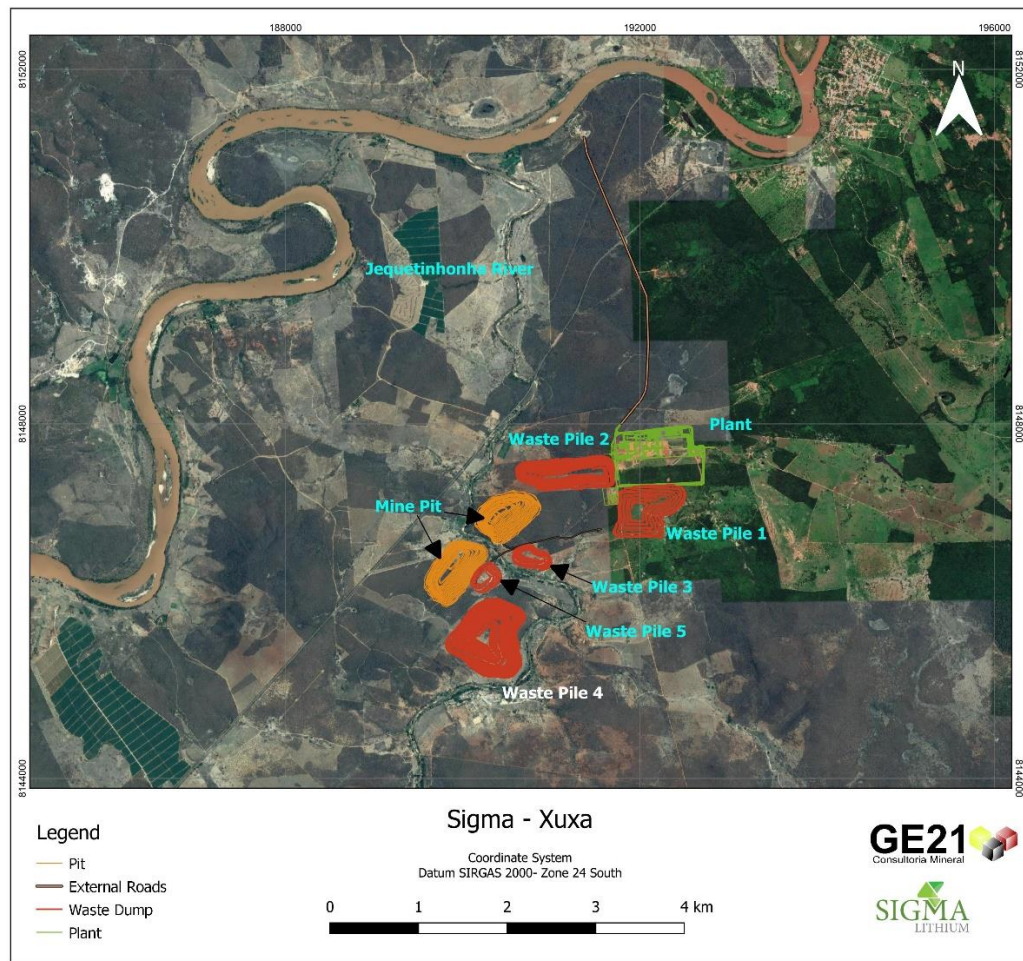 188000
192000
196000
8152000
8152000
N
Jequetinhonha River
8148000
8148000
Plant
Waste Pile 2
Mine Pit
Waste Pile 1
Waste Pile 3
Waste Pile 5
Waste Pile 4
8144000
8144000
Sigma - Xuxa
Legend
Coordinate System
Datum SIRGAS 2000- Zone 24 South
Pit
External Roads
Waste Dump
Plant
0 1 2 3 4 km
GE21
Consultoria Mineral
SIGMA
LITHIUM